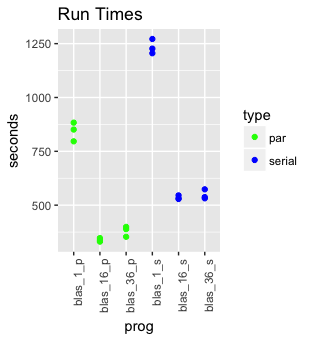 Run Times
seconds
1250
1000
750
500
blas_1_p
blas_16_p
blas_36_p
blas_1_s
blas_16_s
blas_36_s
prog
type
par
serial